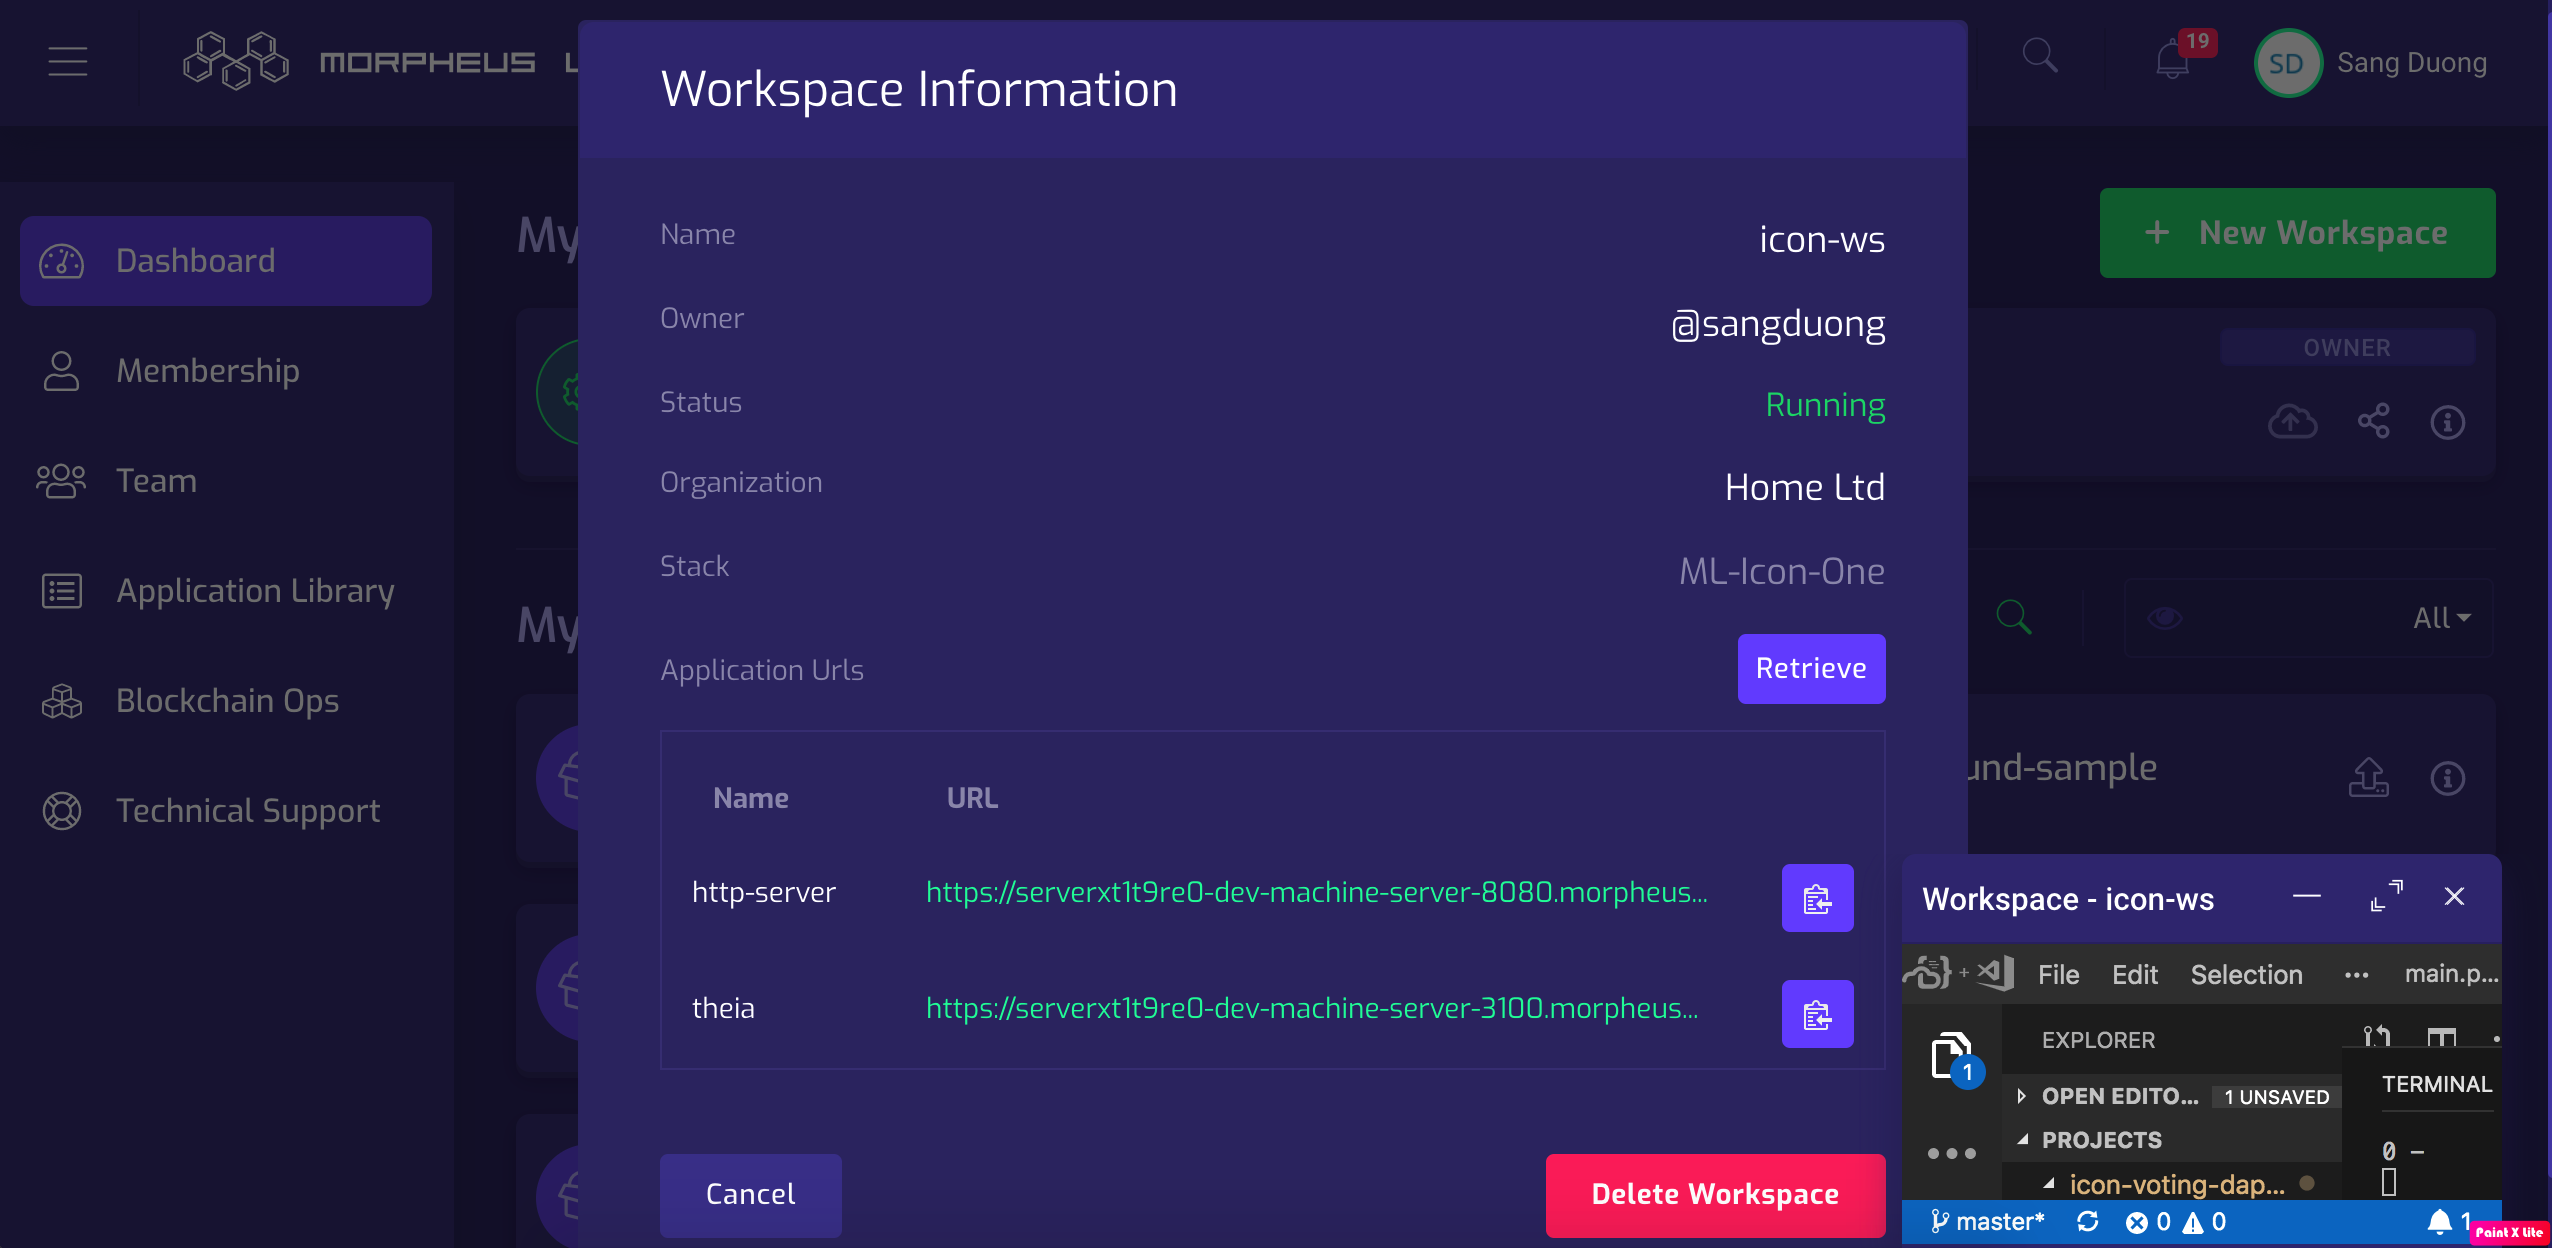 MORPHEUS L
Workspace Information
19
SD
Sang Duong
Dashboard
Membership
Team
Application Library
Blockchain Ops
Technical Support
My
My
+ New Workspace
OWNER
All
und-sample
Name
icon-ws
Owner
@sangduong
Status
Running
Organization
Home Ltd
Stack
ML-Icon-One
Application Urls
Retrieve
Name URL
http-server https://serverxt1t9re0-dev-machine-server-8080.morpheus...
theia https://serverxt1t9re0-dev-machine-server-3100.morpheus...
Cancel
Delete Workspace
Workspace - icon-ws
File Edit Selection ... main.p...
EXPLORER
1
OPEN EDITO... 1 UNSAVED
PROJECTS
icon-voting-dap...
TERMINAL
0 –
master* 0 0 1
Paint X Lite